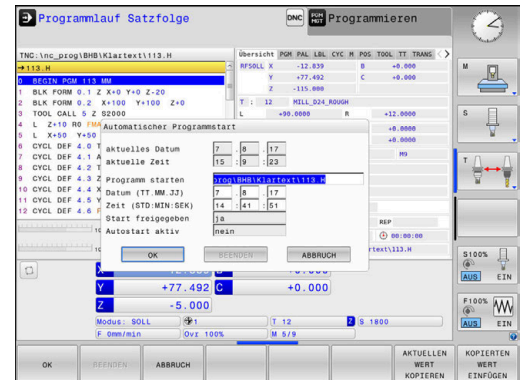 Programmlauf Satzfolge
DNC
PGM MGT
Programmieren
TNC:\nc_prog\BHB\Klartext\113.H
→113.H
0 BEGIN PGM 113 MM
1 BLK FORM 0.1 Z X+0 Y+0 Z-20
2 BLK FORM 0.2 X+100 Y+100 Z+0
3 TOOL CALL 5 Z S2000
4 L Z+10 R0
5 L X+50 Y+50
6 CYCL DEF 4.0
7 CYCL DEF 4.1
8 CYCL DEF 4.2
9 CYCL DEF 4.3
10 CYCL DEF 4.4
11 CYCL DEF 4.5
12 CYCL DEF 4.6
Übersicht PGM PAL LBL CYC M POS TOOL TT TRANS
RFSOLL X -12.839 B +0.000
Y +77.492 C +0.000
Z -115.000
T : 12 MILL_D24_ROUGH
L +90.0000 R +12.0000
+0.0000
+0.0000
M9
REP
00:00:00
rtext\113.H
Automatischer Programmstart
aktuelles Datum 7 .8 .17
aktuelle Zeit 15 :9 :23
Programm starten prog\BHB\Klartext\113.H
Datum (TT.MM.JJ) 7 .8 .17
Zeit (STD:MIN:SEK) 14 :41 :51
Start freigegeben ja
Autostart aktiv nein
OK BEENDEN ABBRUCH
X
Y +77.492 C +0.000
Z -5.000
Modus: SOLL T 12 Z S 1800
F 0mm/min Ovr 100% M 5/9
M
S
T
S100%
AUS EIN
F100%
AUS EIN
OK BEENDEN ABBRUCH
AKTUELLEN WERT KOPIEREN
KOPIERTEN WERT EINFÜGEN